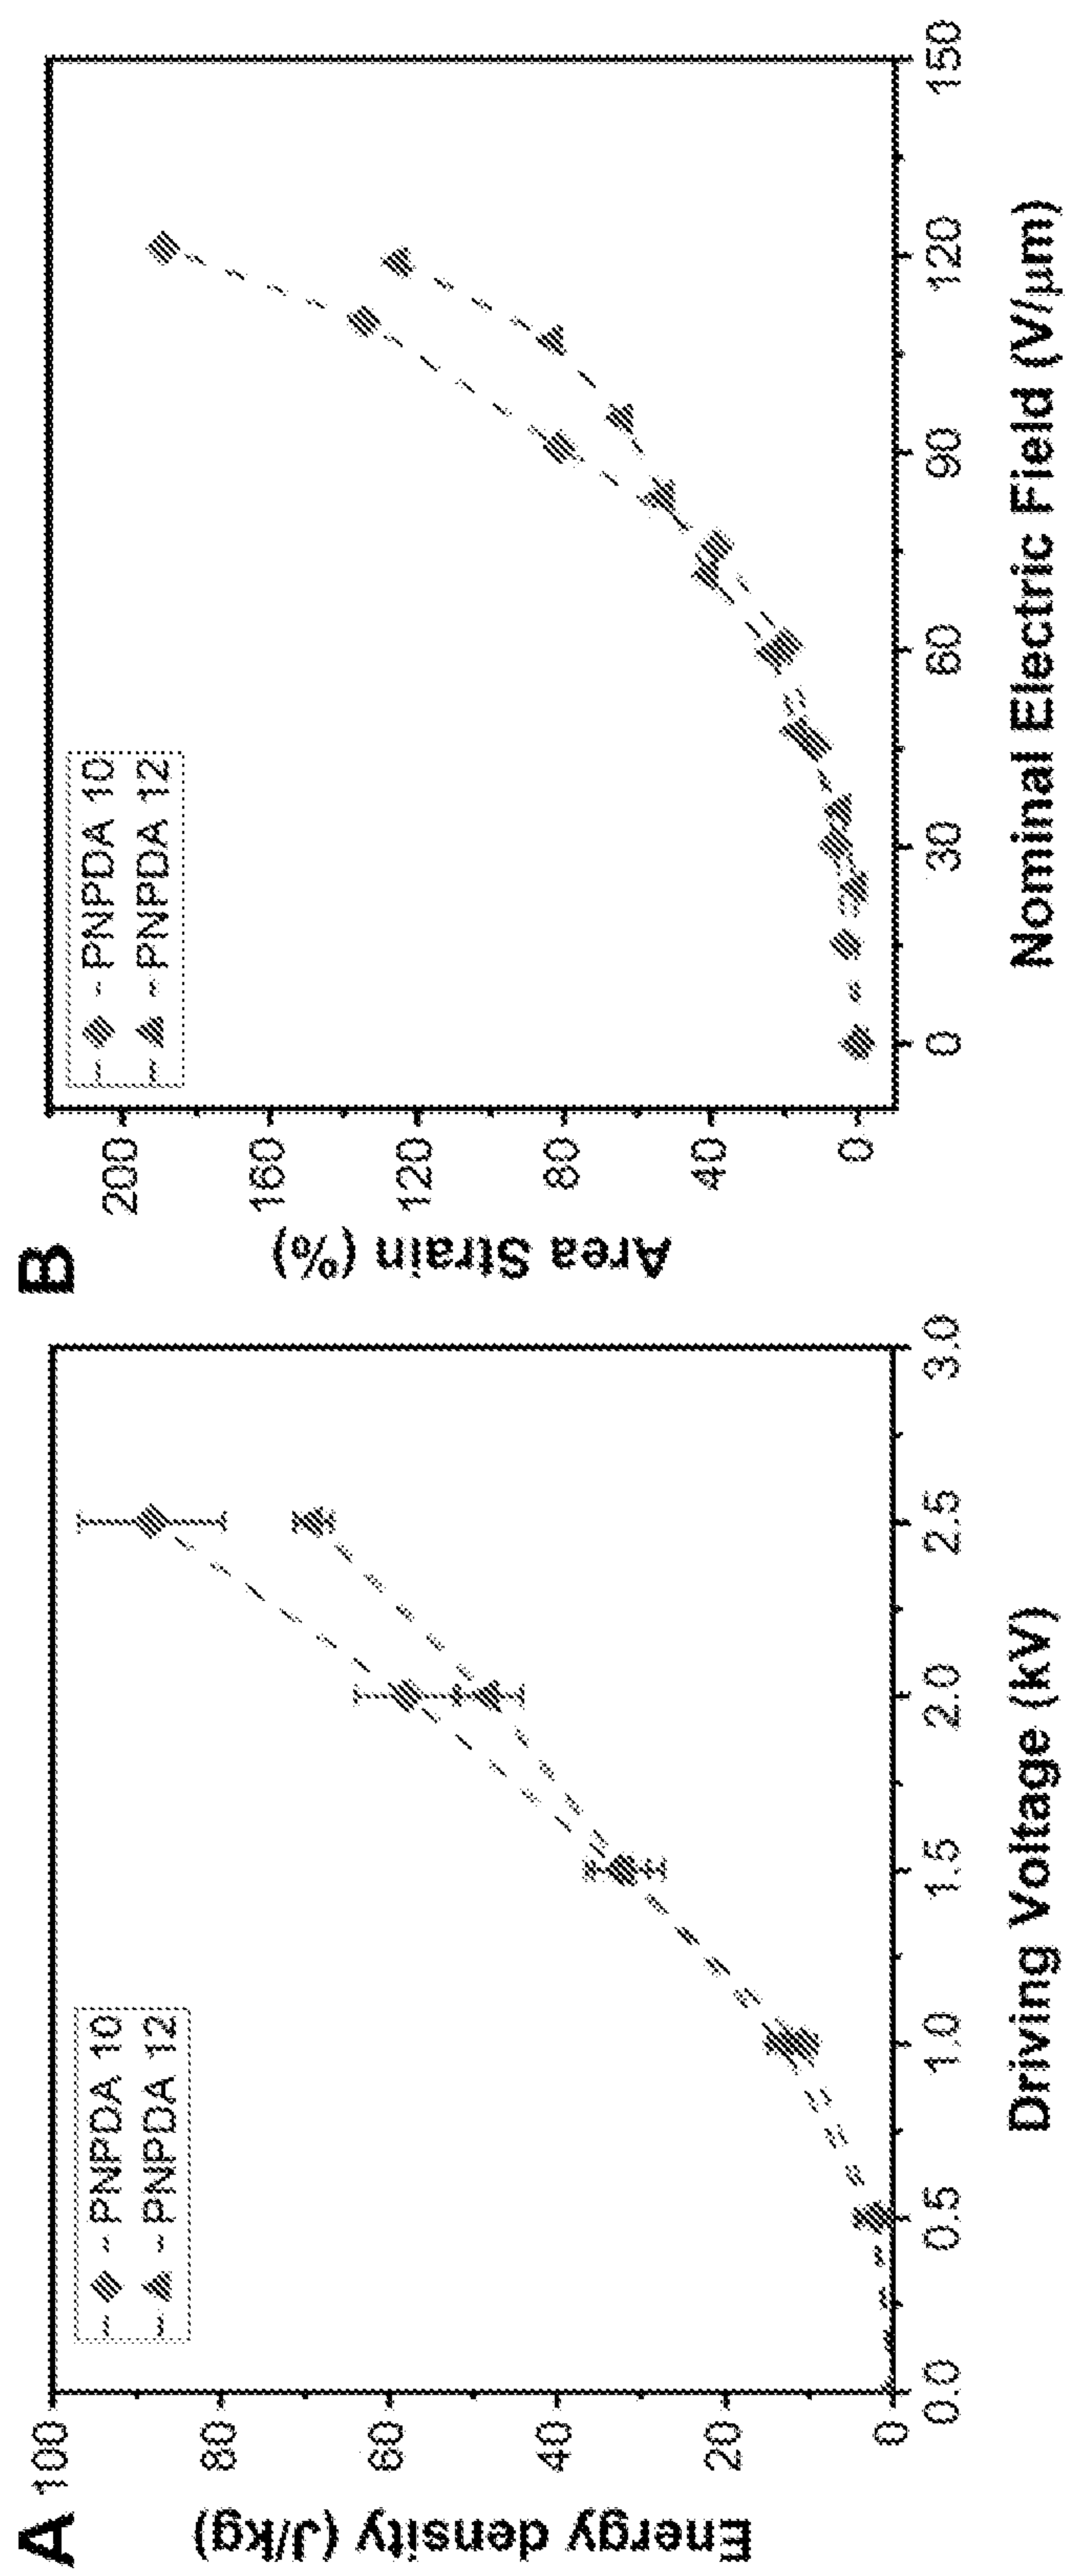 A
Energy density (J/kg)
100
80
60
40
20
0
--PNPDA 10
--PNPDA 12
0.0
0.5
1.0
1.5
2.0
2.5
3.0
Driving Voltage (kV)
B
Area Strain (%)
200
160
120
80
40
0
--PNPDA 10
--PNPDA 12
0
30
60
90
120
150
Nominal Electric Field (V/µm)